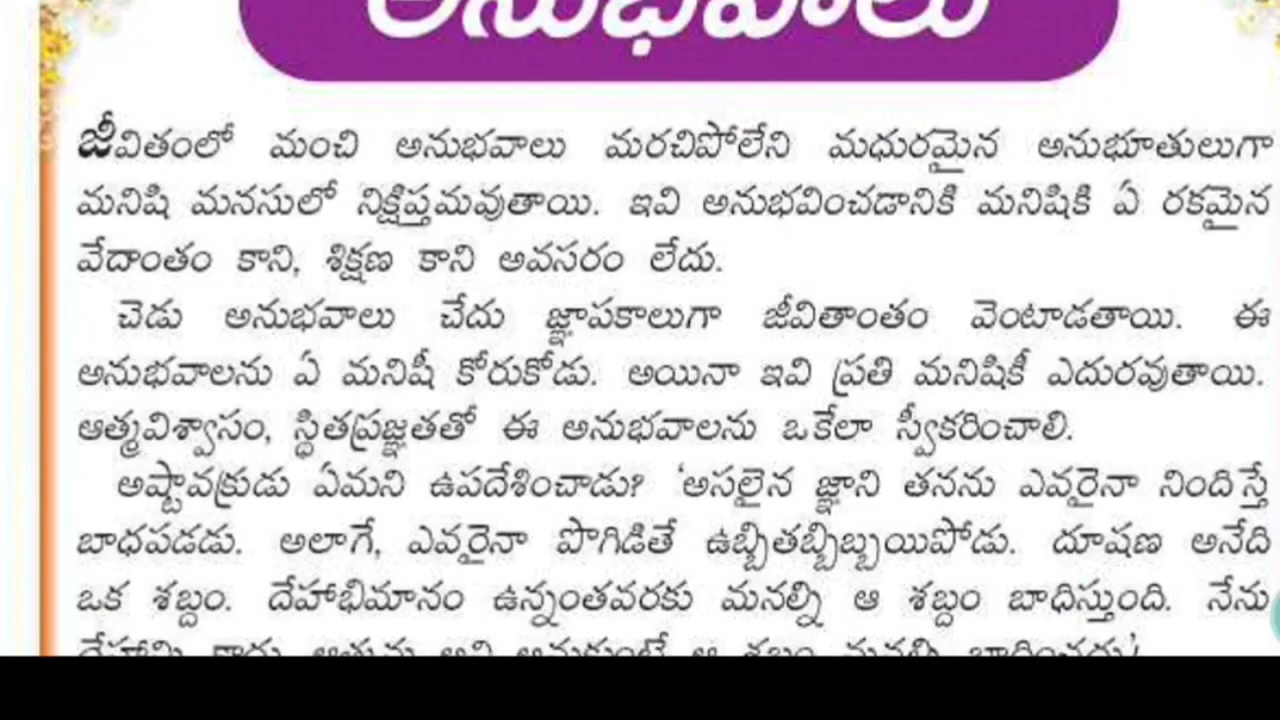 అనుభవాలు
జీవితంలో మంచి అనుభవాలు మరచిపోలేని మధురమైన అనుభూతులుగా
మనిషి మనసులో నిక్షిప్తమవుతాయి. ఇవి అనుభవించడానికి మనిషికి ఏ రకమైన
వేదాంతం కాని, శిక్షణ కాని అవసరం లేదు.
చెడు అనుభవాలు చేదు జ్ఞాపకాలుగా జీవితాంతం వెంటాడతాయి. ఈ
అనుభవాలను ఏ మనిషీ కోరుకోడు. అయినా ఇవి ప్రతి మనిషికీ ఎదురవుతాయి.
ఆత్మవిశ్వాసం, స్థితప్రజ్ఞతతో ఈ అనుభవాలను ఒకేలా స్వీకరించాలి.
అష్టావక్రుడు ఏమని ఉపదేశించాడు? ‘అసలైన జ్ఞాని తనను ఎవరైనా నిందిస్తే
బాధపడడు. అలాగే, ఎవరైనా పొగిడితే ఉబ్బితబ్బిబ్బయిపోడు. దూషణ అనేది
ఒక శబ్దం. దేహాభిమానం ఉన్నంతవరకు మనల్ని ఆ శబ్దం బాధిస్తుంది. నేను